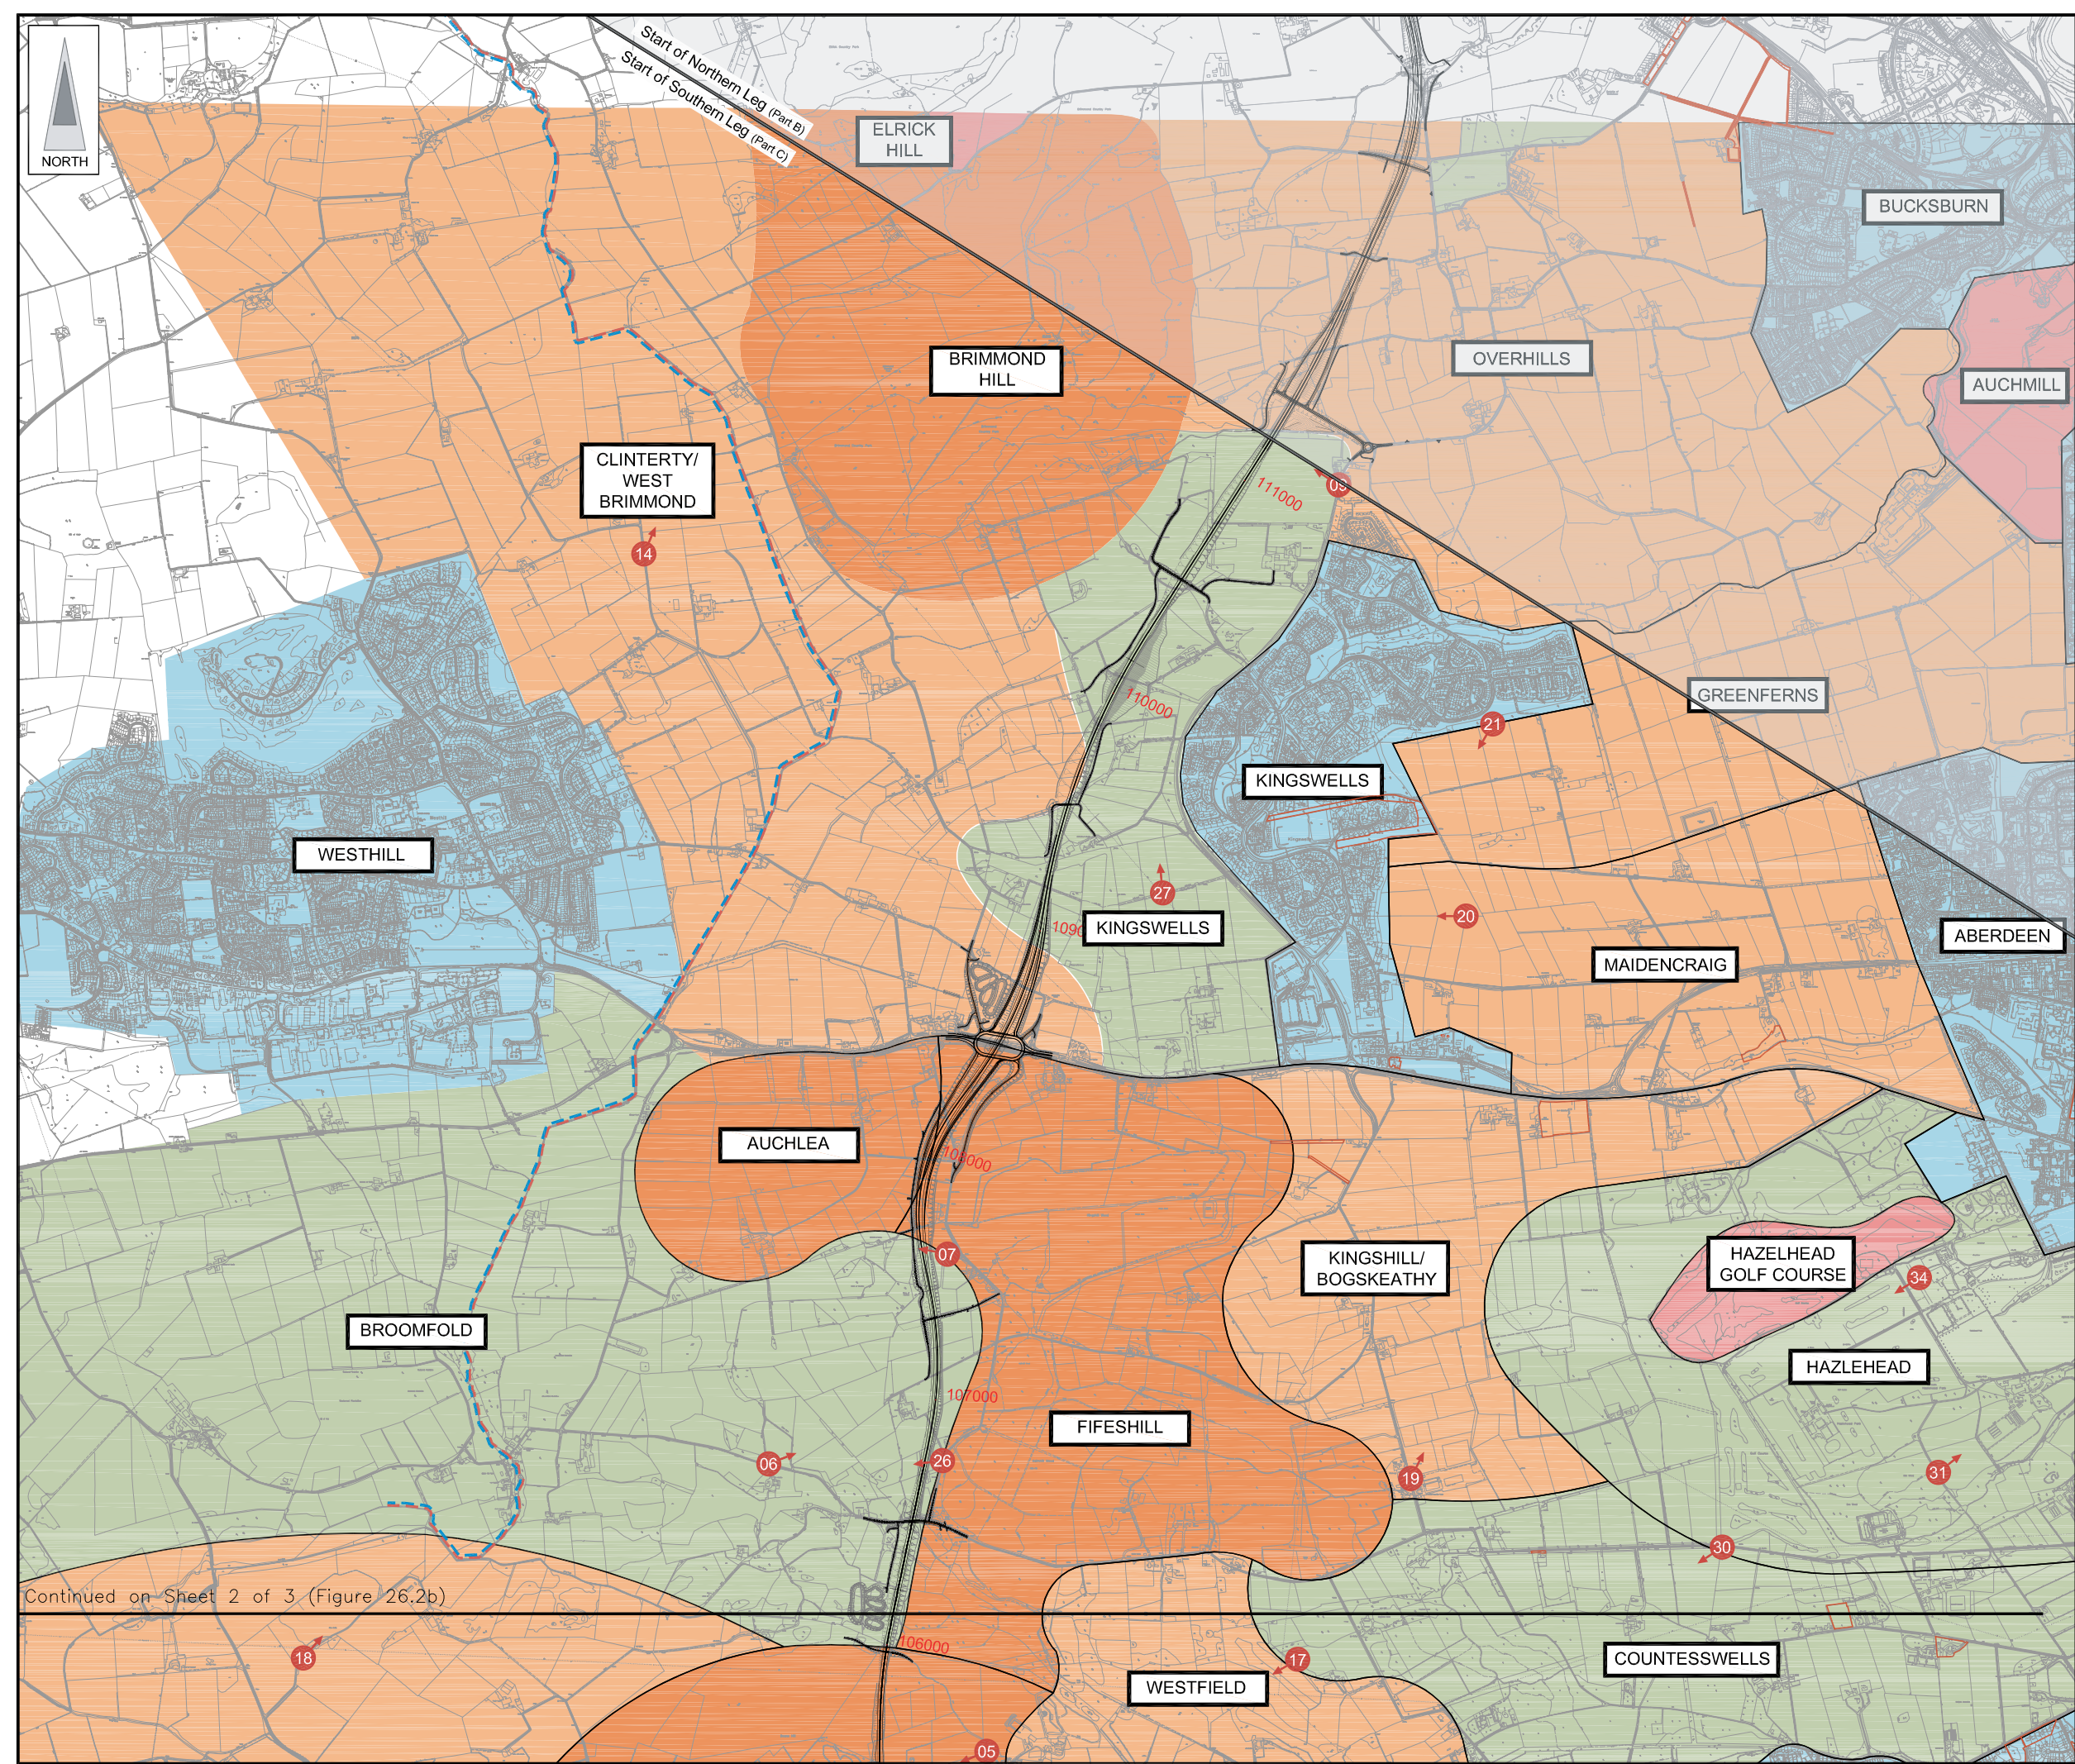 NORTH
Start of Northern Leg (Part B)
Start of Southern Leg (Part C)
ELRICK
HILL
BUCKSBURN
BRIMMOND
HILL
OVERHILLS
AUCHMILL
CLINTERTY/
WEST
BRIMMOND
09
111000
14
110000
GREENFERNS
21
KINGSWELLS
WESTHILL
27
20
1090
KINGSWELLS
ABERDEEN
MAIDENCRAIG
AUCHLEA
108000
07
KINGSHILL/
BOGSKEATHY
HAZELHEAD
GOLF COURSE
34
BROOMFOLD
HAZLEHEAD
107000
FIFESHILL
06
26
19
31
30
Continued on Sheet 2 of 3 (Figure 26.2b)
106000
18
17
COUNTESSWELLS
WESTFIELD
05